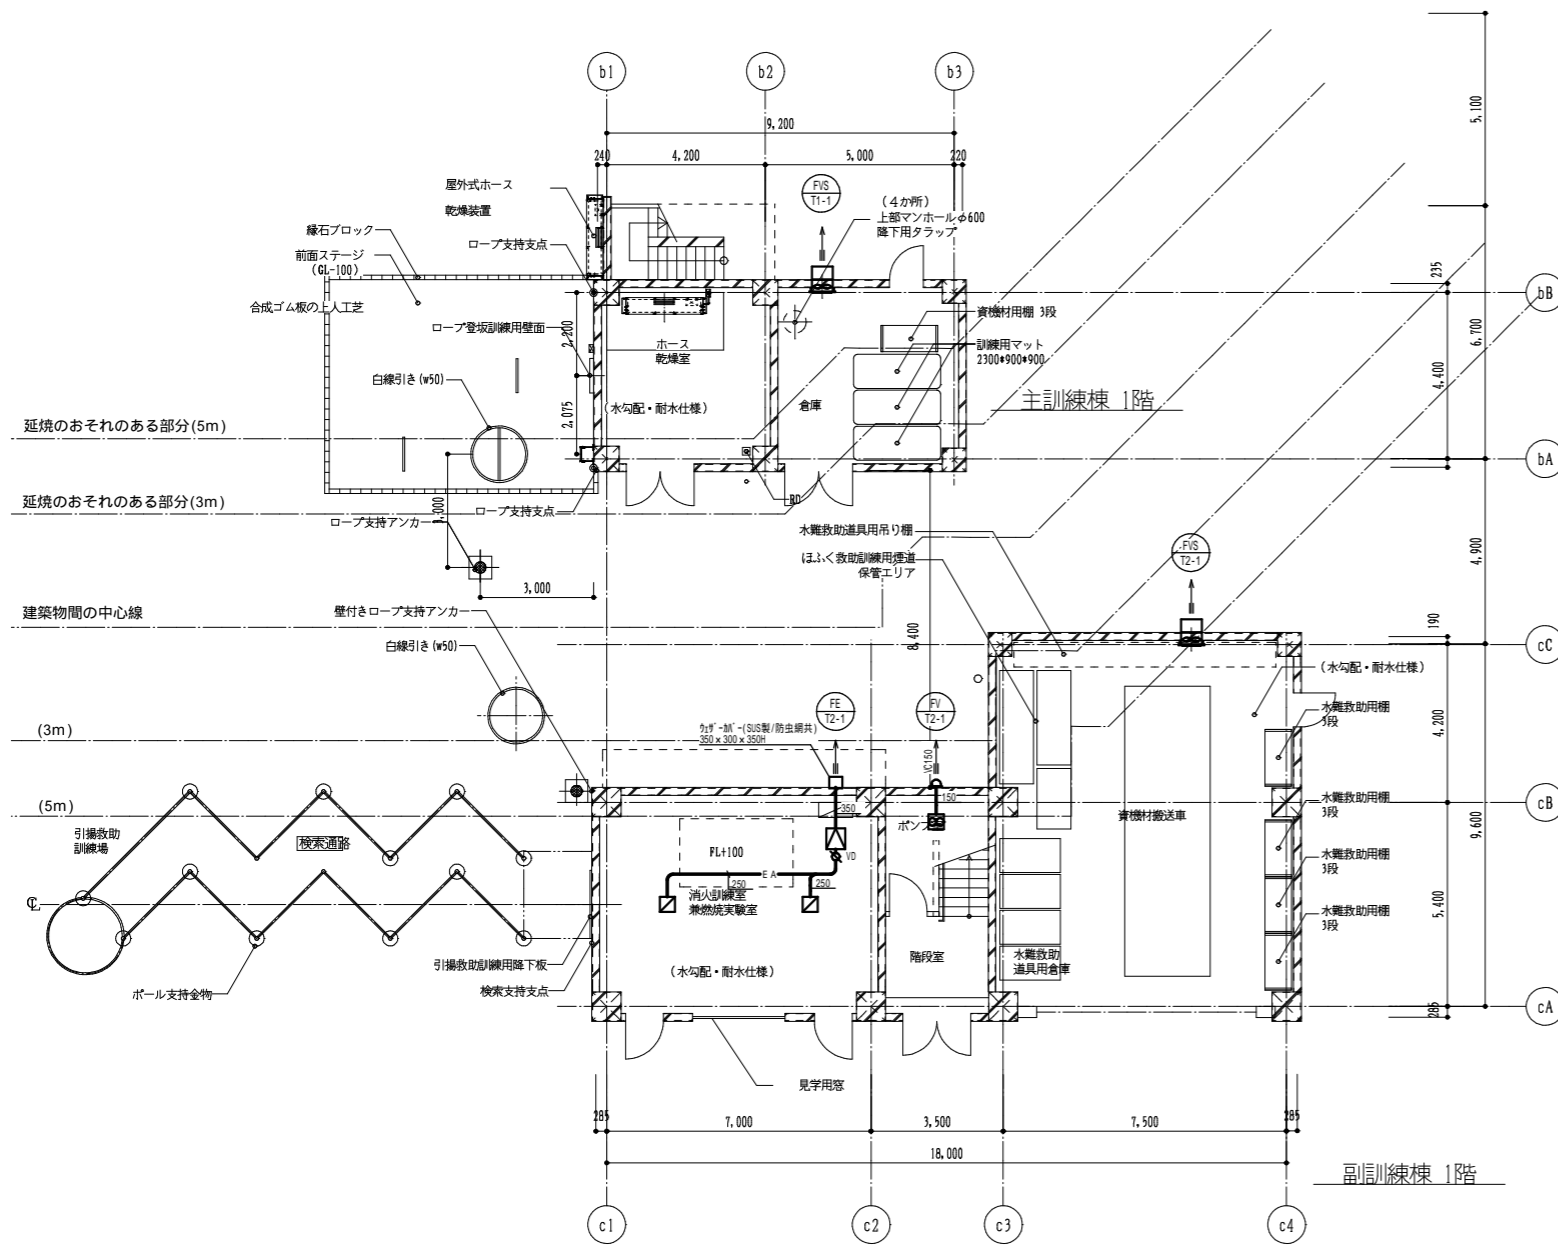 b1
b2
b3
9,200
240
4,200
5,000
220
5,100
屋外式ホース
乾燥装置
ロープ支持支点
FVS
T1-1
(4か所)
上部マンホールφ600
降下用タラップ
縁石ブロック
前面ステージ
(GL-100)
合成ゴム板の上人工芝
ロープ登坂訓練用壁面
2,200
2,075
ホース
乾燥室
資機材用棚 3段
訓練用マット
2300*900*900
235
6,700
4,400
bB
白線引き(w50)
(水勾配・耐水仕様)
倉庫
主訓練棟 1階
延焼のおそれのある部分(5m)
bA
延焼のおそれのある部分(3m)
ロープ支持アンカー
ロープ支持支点
RD
3,000
水難救助道具用吊り棚
ほふく救助訓練用煙道
保管エリア
FVS
T2-1
4,900
建築物間の中心線
壁付きロープ支持アンカー
白線引き(w50)
8,400
190
cC
(水勾配・耐水仕様)
水難救助用棚
3段
(3m)
FE
T2-1
FV
T2-1
ウェザーカバー(SUS製/防虫網共)
350×300×350H
VC150
4,200
(5m)
350
150
ポンプ室
水難救助用棚
3段
資機材搬送車
cB
9,600
引揚救助
訓練場
検索通路
FL+100
VD
水難救助用棚
3段
EA
250
250
消火訓練室
兼燃焼実験室
水難救助用棚
3段
5,400
引揚救助訓練用降下板
検索支持支点
ポール支持金物
(水勾配・耐水仕様)
階段室
水難救助
道具用倉庫
285
cA
見学用窓
285
7,000
3,500
7,500
285
18,000
副訓練棟 1階
c1
c2
c3
c4